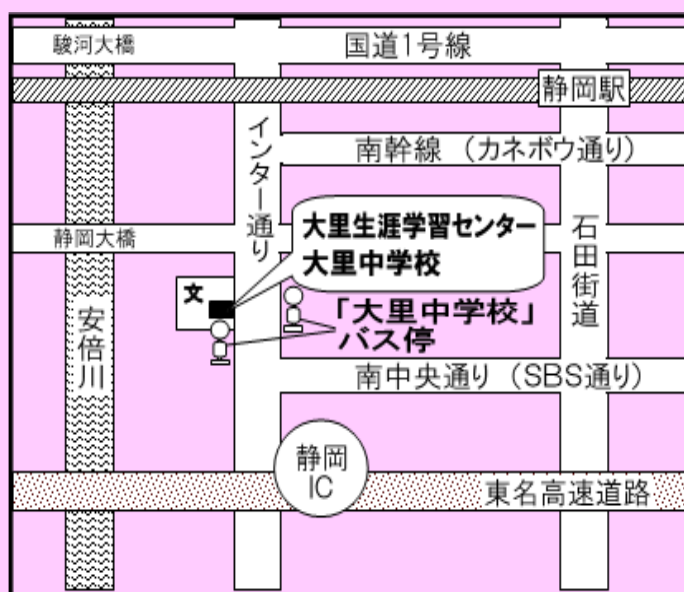 駿河大橋
国道1号線
静岡駅
南幹線（カネボウ通り）
インター通り
大里生涯学習センター
大里中学校
静岡大橋
石田街道
文
「大里中学校」
バス停
安倍川
南中央通り（SBS通り）
静岡
IC
東名高速道路